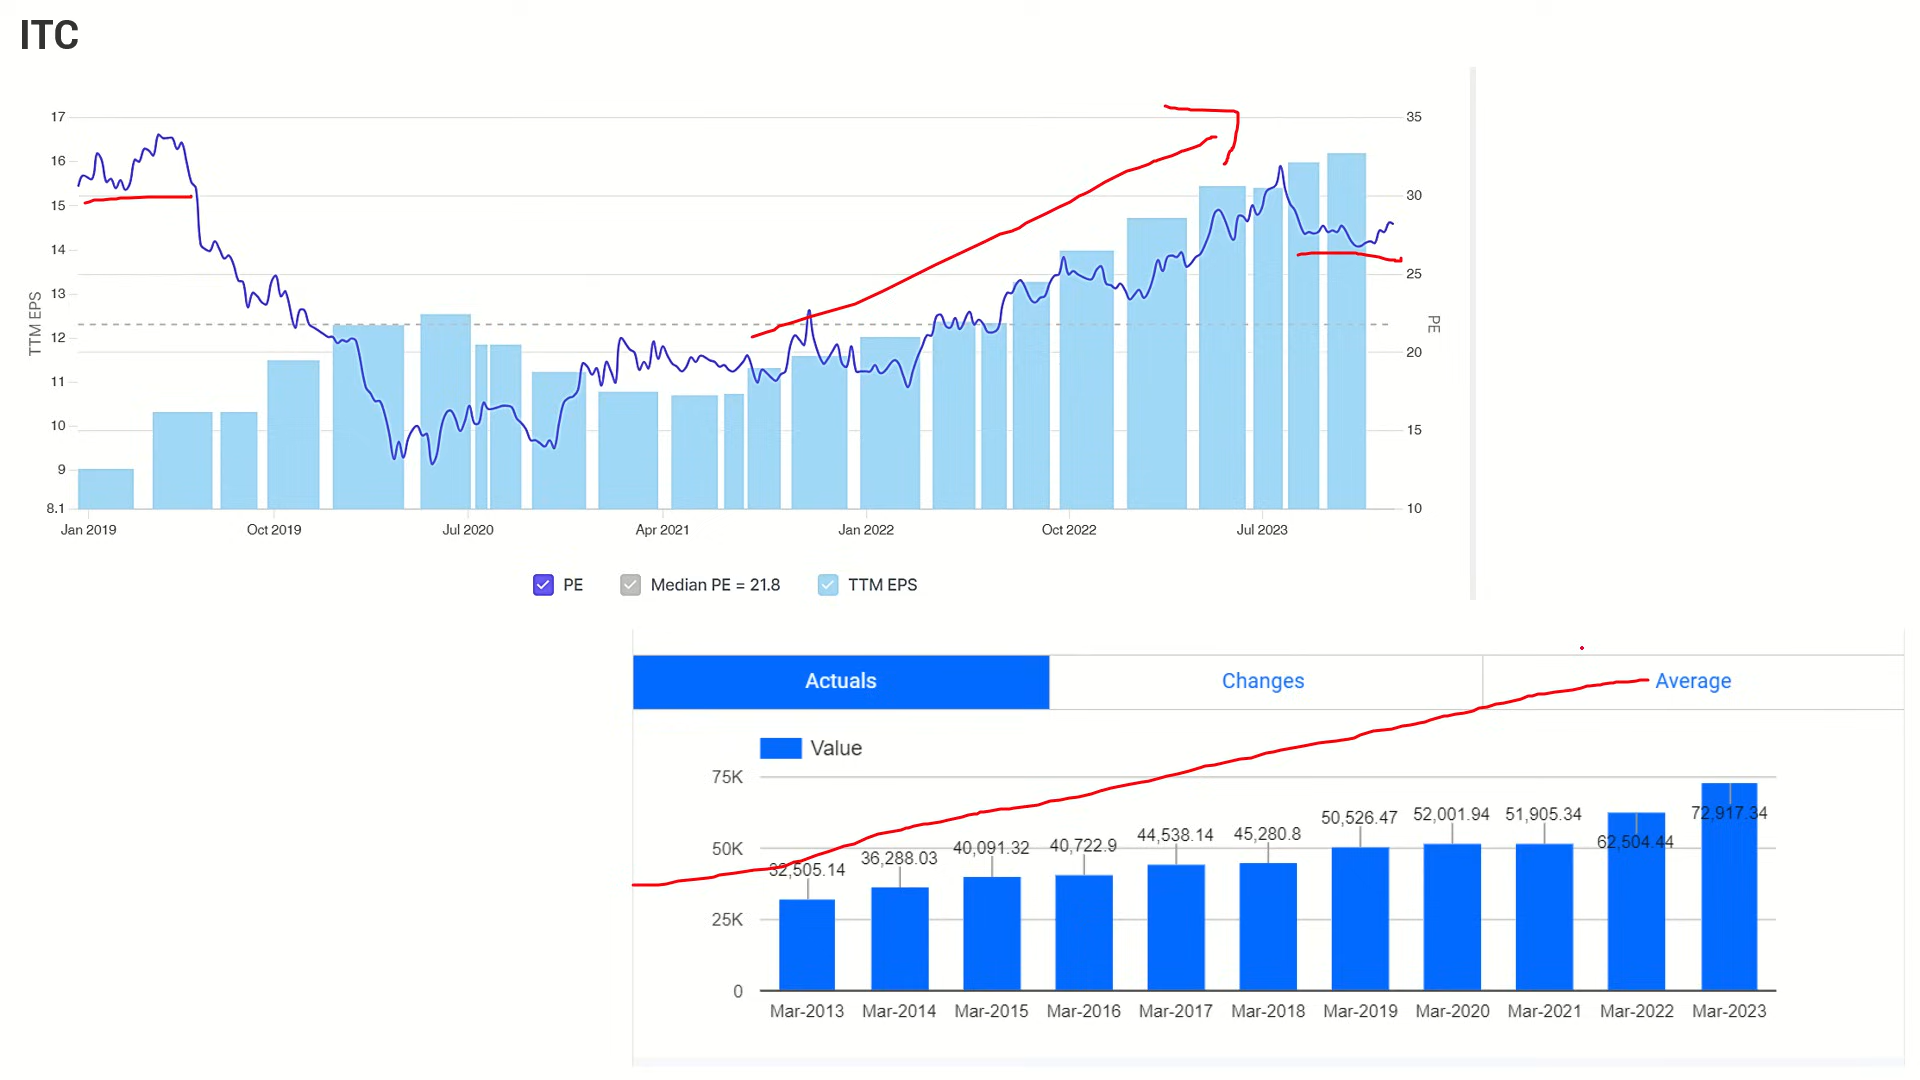 ITC
17
16
15
14
13
12
11
10
9
8.1
TTM EPS
35
30
25
20
15
10
PE
Jan 2019 Oct 2019 Jul 2020 Apr 2021 Jan 2022 Oct 2022 Jul 2023
PE Median PE = 21.8 TTM EPS
Actuals Changes Average
Value
75K
50K
25K
0
32,505.14 36,288.03 40,091.32 40,722.9 44,538.14 45,280.8 50,526.47 52,001.94 51,905.34 62,504.44 72,917.34
Mar-2013 Mar-2014 Mar-2015 Mar-2016 Mar-2017 Mar-2018 Mar-2019 Mar-2020 Mar-2021 Mar-2022 Mar-2023